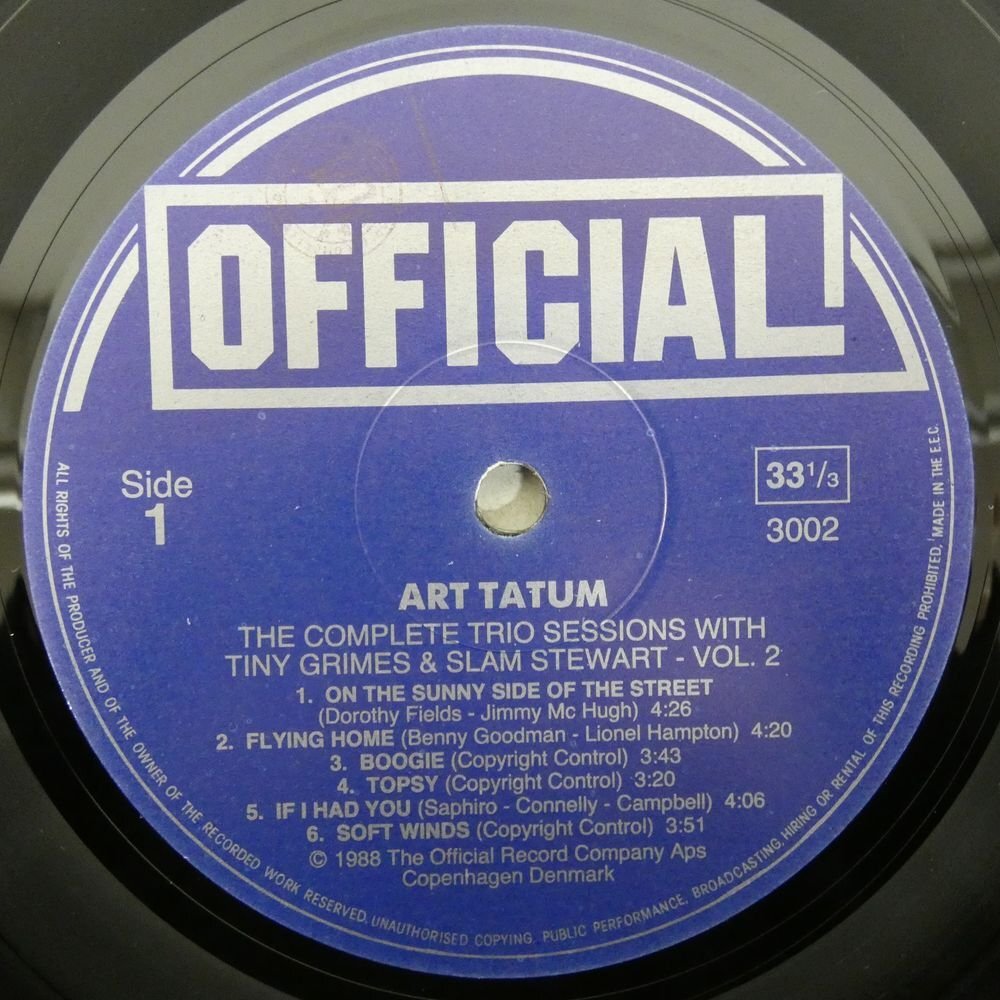 OFFICIAL
Side
1
33 1/3
3002
ART TATUM
THE COMPLETE TRIO SESSIONS WITH
TINY GRIMES & SLAM STEWART - VOL. 2
1. ON THE SUNNY SIDE OF THE STREET
(Dorothy Fields - Jimmy Mc Hugh) 4:26
2. FLYING HOME (Benny Goodman - Lionel Hampton) 4:20
3. BOOGIE (Copyright Control) 3:43
4. TOPSY (Copyright Control) 3:20
5. IF I HAD YOU (Saphiro - Connelly - Campbell) 4:06
6. SOFT WINDS (Copyright Control) 3:51
© 1988 The Official Record Company Aps
Copenhagen Denmark
ALL RIGHTS OF THE PRODUCER AND OF THE OWNER OF THE RECORDED WORK RESERVED. UNAUTHORISED COPYING, PUBLIC PERFORMANCE, BROADCASTING, HIRING OR RENTAL OF THIS RECORDING PROHIBITED, MADE IN THE E.E.C.